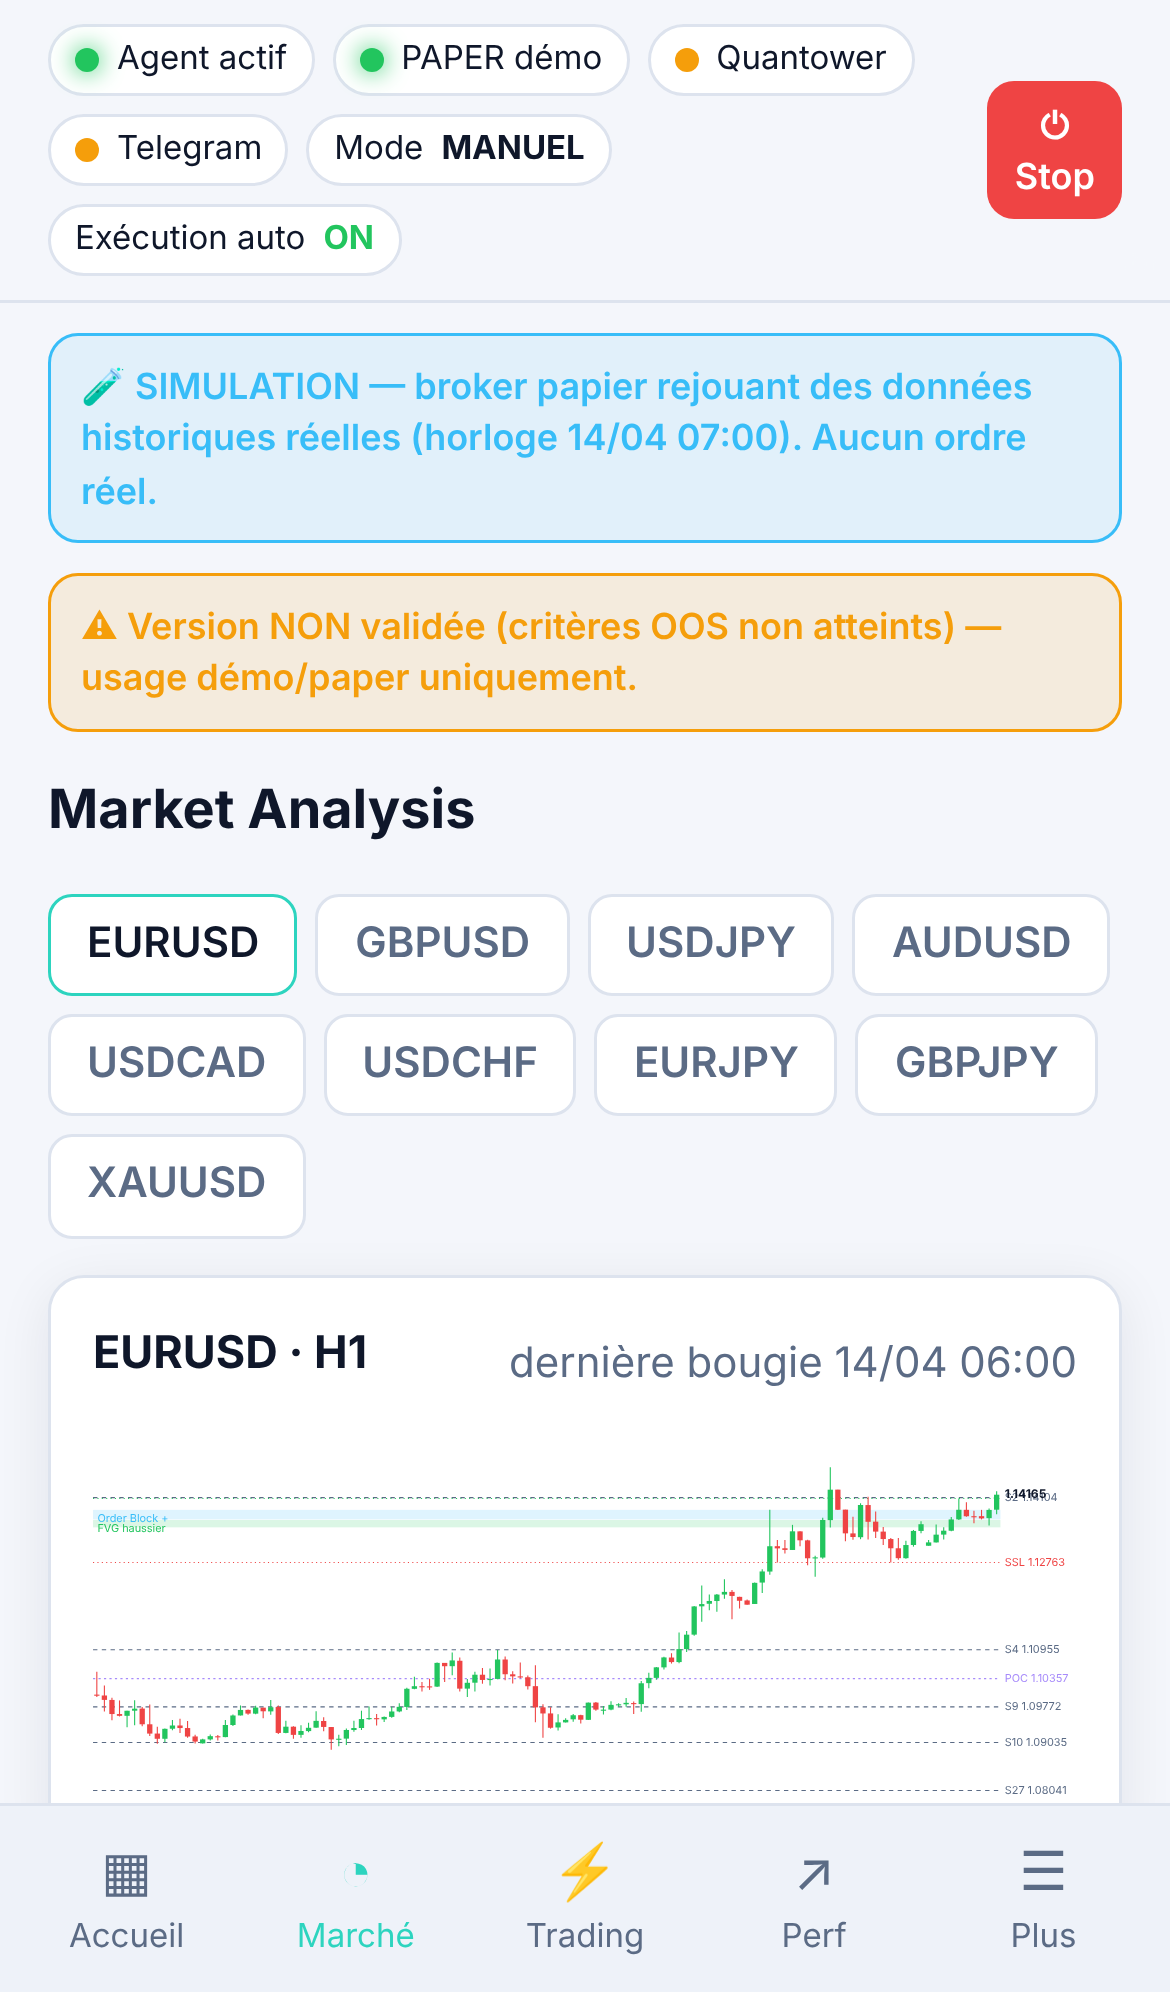 Agent actif
PAPER démo
Quantower
Telegram
Mode MANUEL
Exécution auto ON
Stop
SIMULATION — broker papier rejouant des données
historiques réelles (horloge 14/04 07:00). Aucun ordre
réel.
Version NON validée (critères OOS non atteints) —
usage démo/paper uniquement.
Market Analysis
EURUSD
GBPUSD
USDJPY
AUDUSD
USDCAD
USDCHF
EURJPY
GBPJPY
XAUUSD
EURUSD · H1
dernière bougie 14/04 06:00
1.14165
Order Block +
FVG haussier
SSL 1.12763
S4 1.10955
POC 1.10357
S9 1.09772
S10 1.09035
S27 1.08041
Accueil
Marché
Trading
Perf
Plus